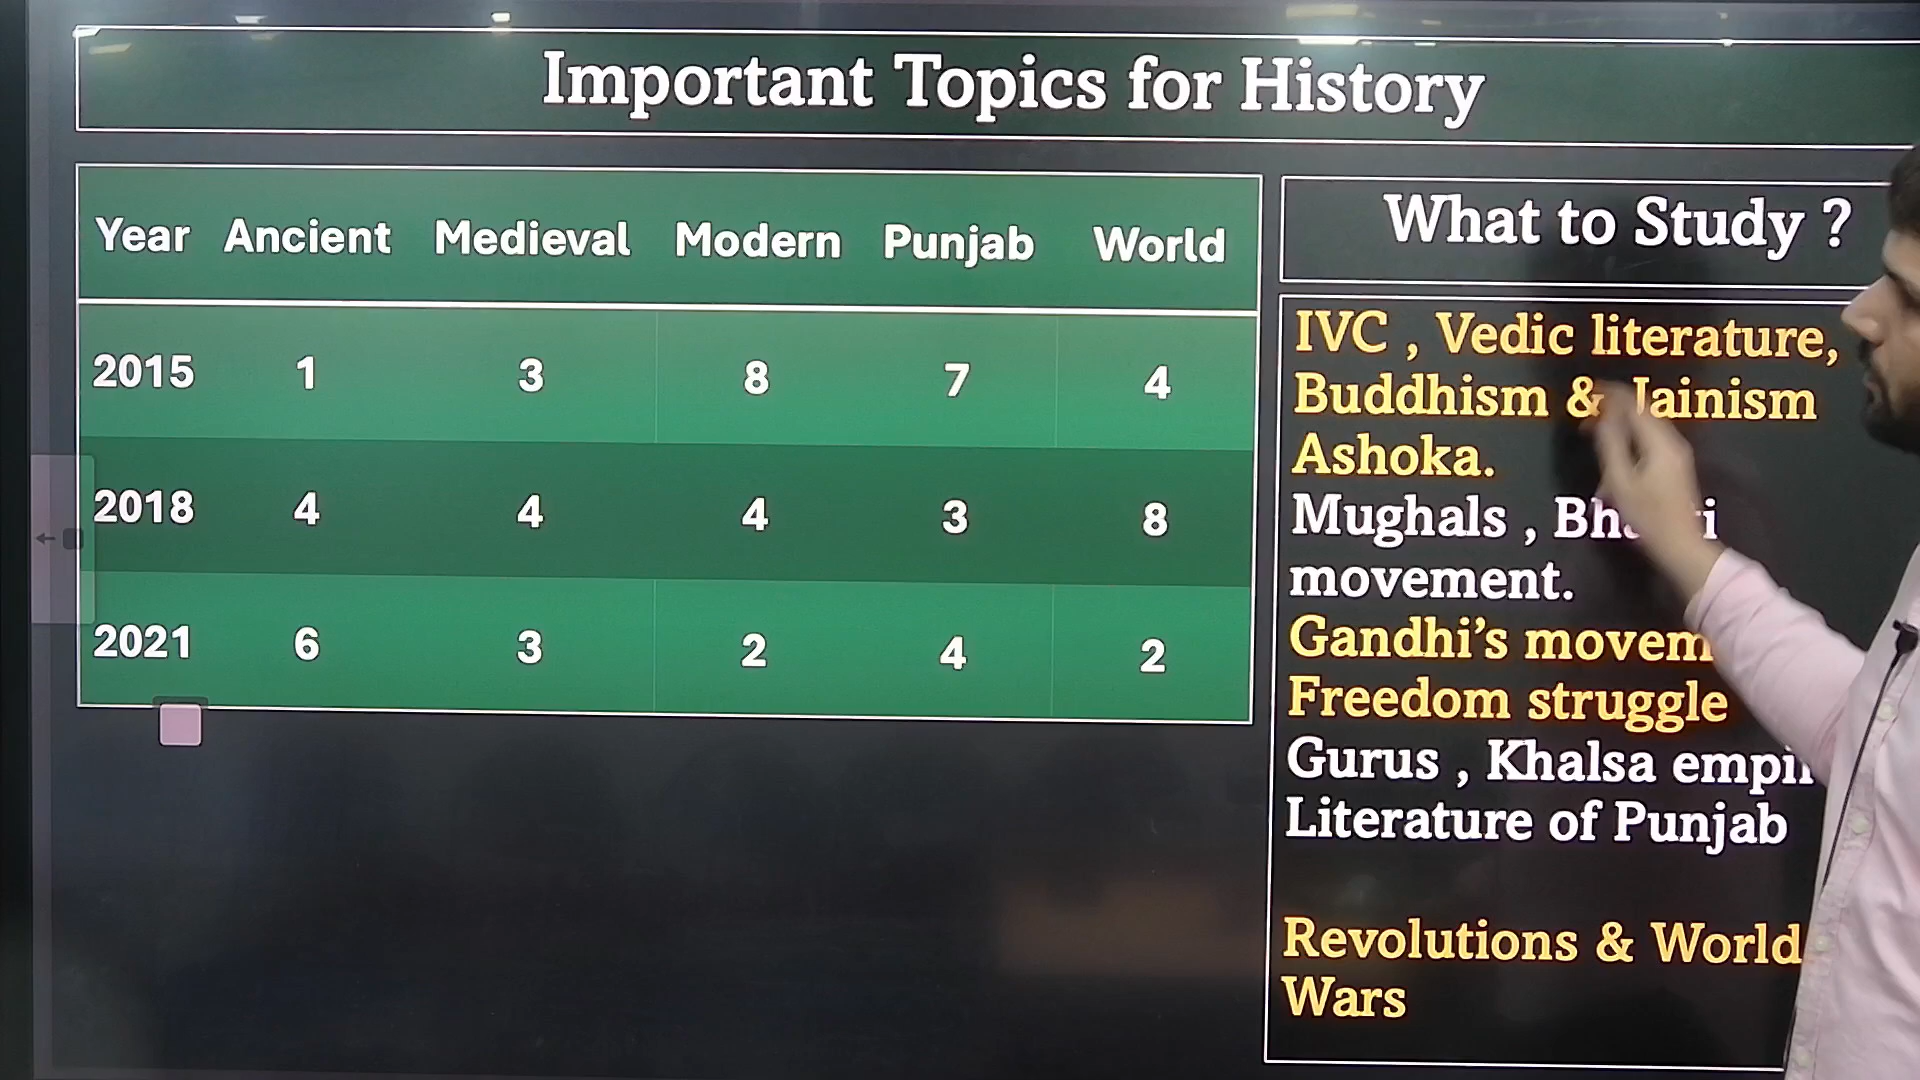 Important Topics for History
Year Ancient Medieval Modern Punjab World
2015 1 3 8 7 4
2018 4 4 4 3 8
2021 6 3 2 4 2
What to Study ?
IVC , Vedic literature,
Buddhism & Jainism
Ashoka.
Mughals ,
movement.
Gandhi's
Freedom struggle
Gurus , Khalsa
Literature of Punjab
Revolutions & World
Wars